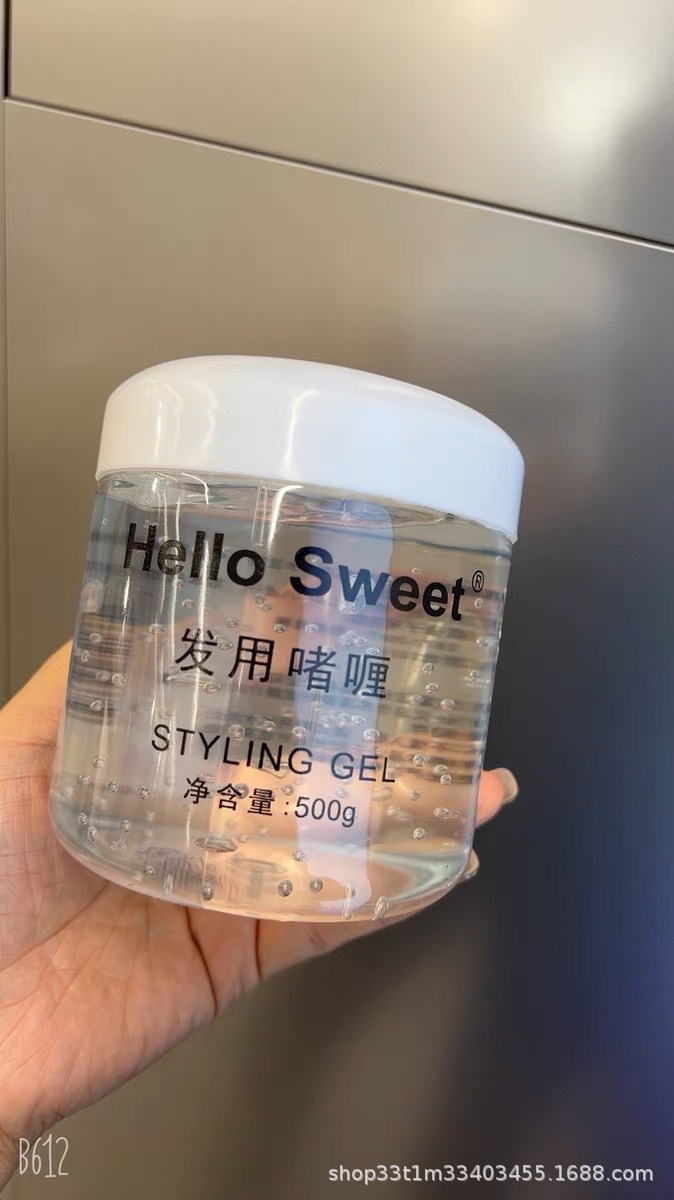 Hello Sweet®
发用啫喱
STYLING GEL
净含量:500g
B612
shop33t1m33403455.1688.com